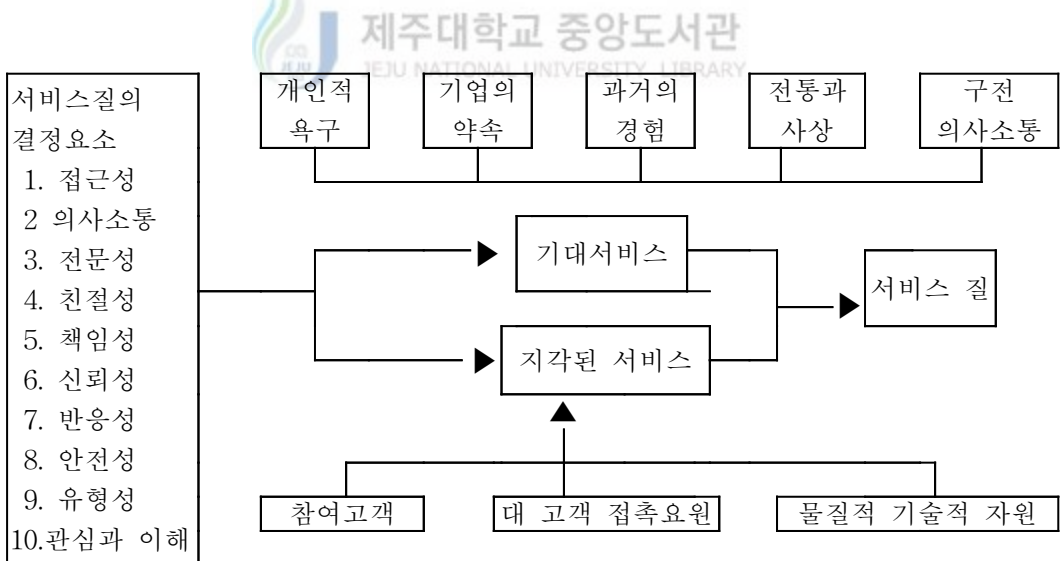 제주대학교 중앙도서관
JEJU NATIONAL UNIVERSITY LIBRARY
JEJU
서비스질의
결정요소
1. 접근성
2 의사소통
3. 전문성
4. 친절성
5. 책임성
6. 신뢰성
7. 반응성
8. 안전성
9. 유형성
10.관심과 이해
개인적
욕구
기업의
약속
과거의
경험
전통과
사상
구전
의사소통
기대서비스
지각된 서비스
서비스 질
참여고객
대 고객 접촉요원
물질적 기술적 자원